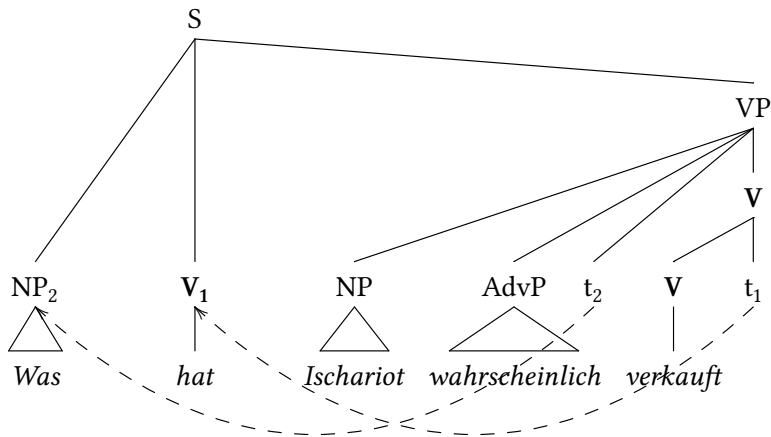 S
VP
V
NP₂ V₁ NP AdvP t₂ V t₁
Was hat Ischariot wahrscheinlich verkauft